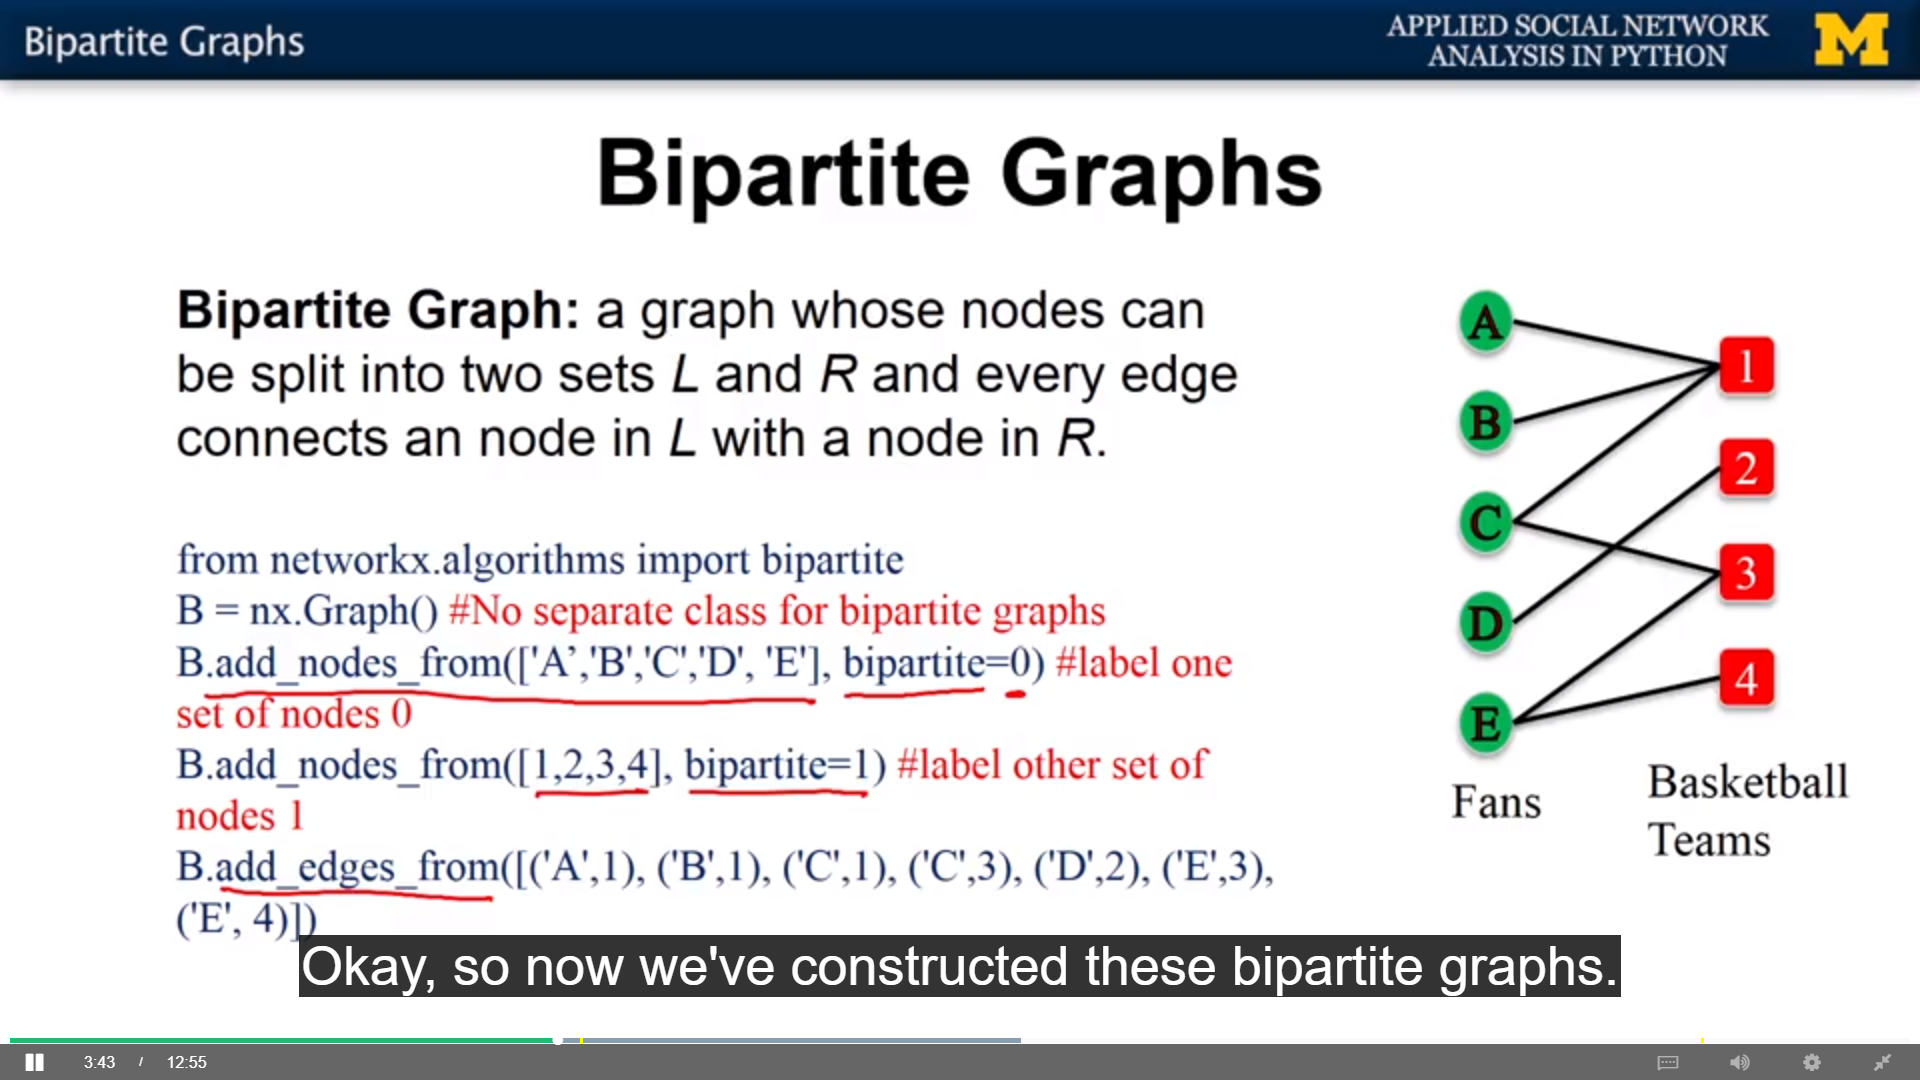 Bipartite Graphs
APPLIED SOCIAL NETWORK
ANALYSIS IN PYTHON
M
Bipartite Graphs
Bipartite Graph: a graph whose nodes can
be split into two sets L and R and every edge
connects an node in L with a node in R.
from networkx.algorithms import bipartite
B = nx.Graph() #No separate class for bipartite graphs
B.add_nodes_from(['A’,'B','C','D', 'E'], bipartite=0) #label one
set of nodes 0
B.add_nodes_from([1,2,3,4], bipartite=1) #label other set of
nodes 1
B.add_edges_from([('A',1), ('B',1), ('C',1), ('C',3), ('D',2), ('E',3),
('E', 4)])
A
B
C
D
E
1
2
3
4
Fans
Basketball
Teams
Okay, so now we've constructed these bipartite graphs.
3:43 / 12:55